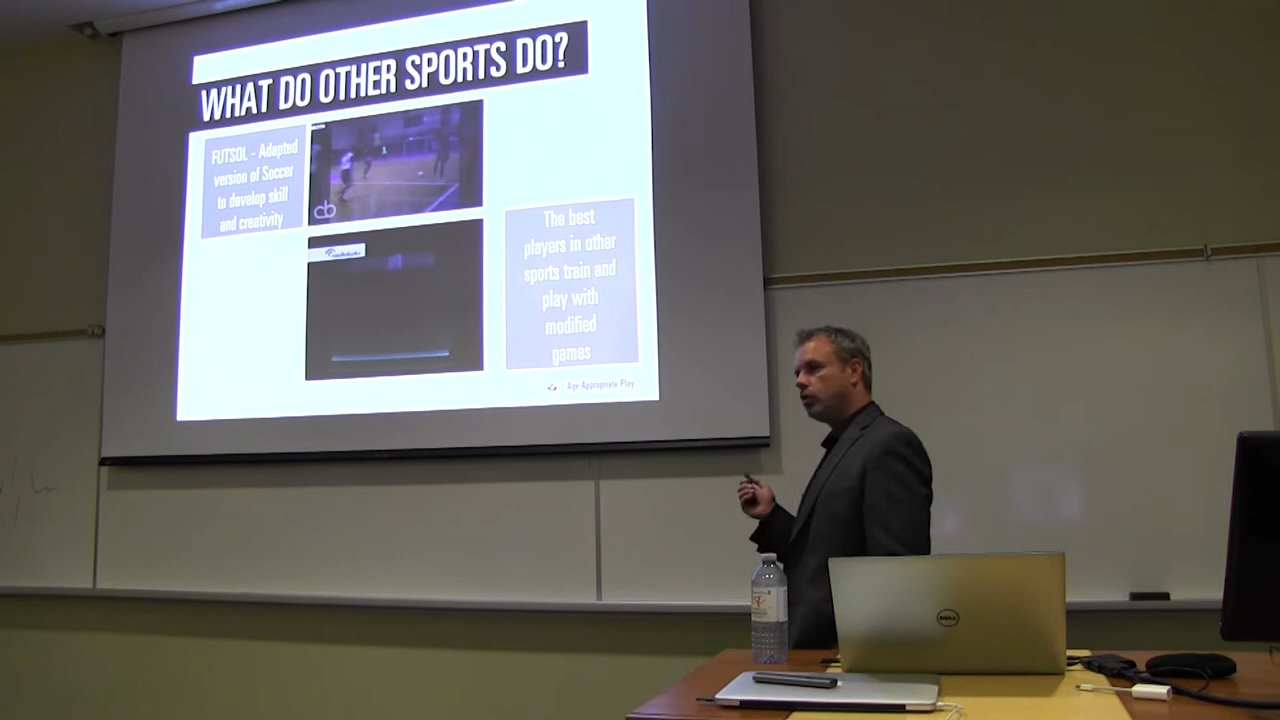 WHAT DO OTHER SPORTS DO?
FUTSOL - Adapted
version of Soccer
to develop skill
and creativity
cb
The best
players in other
sports train and
play with
modified
games
Age Appropriate Play
DELL